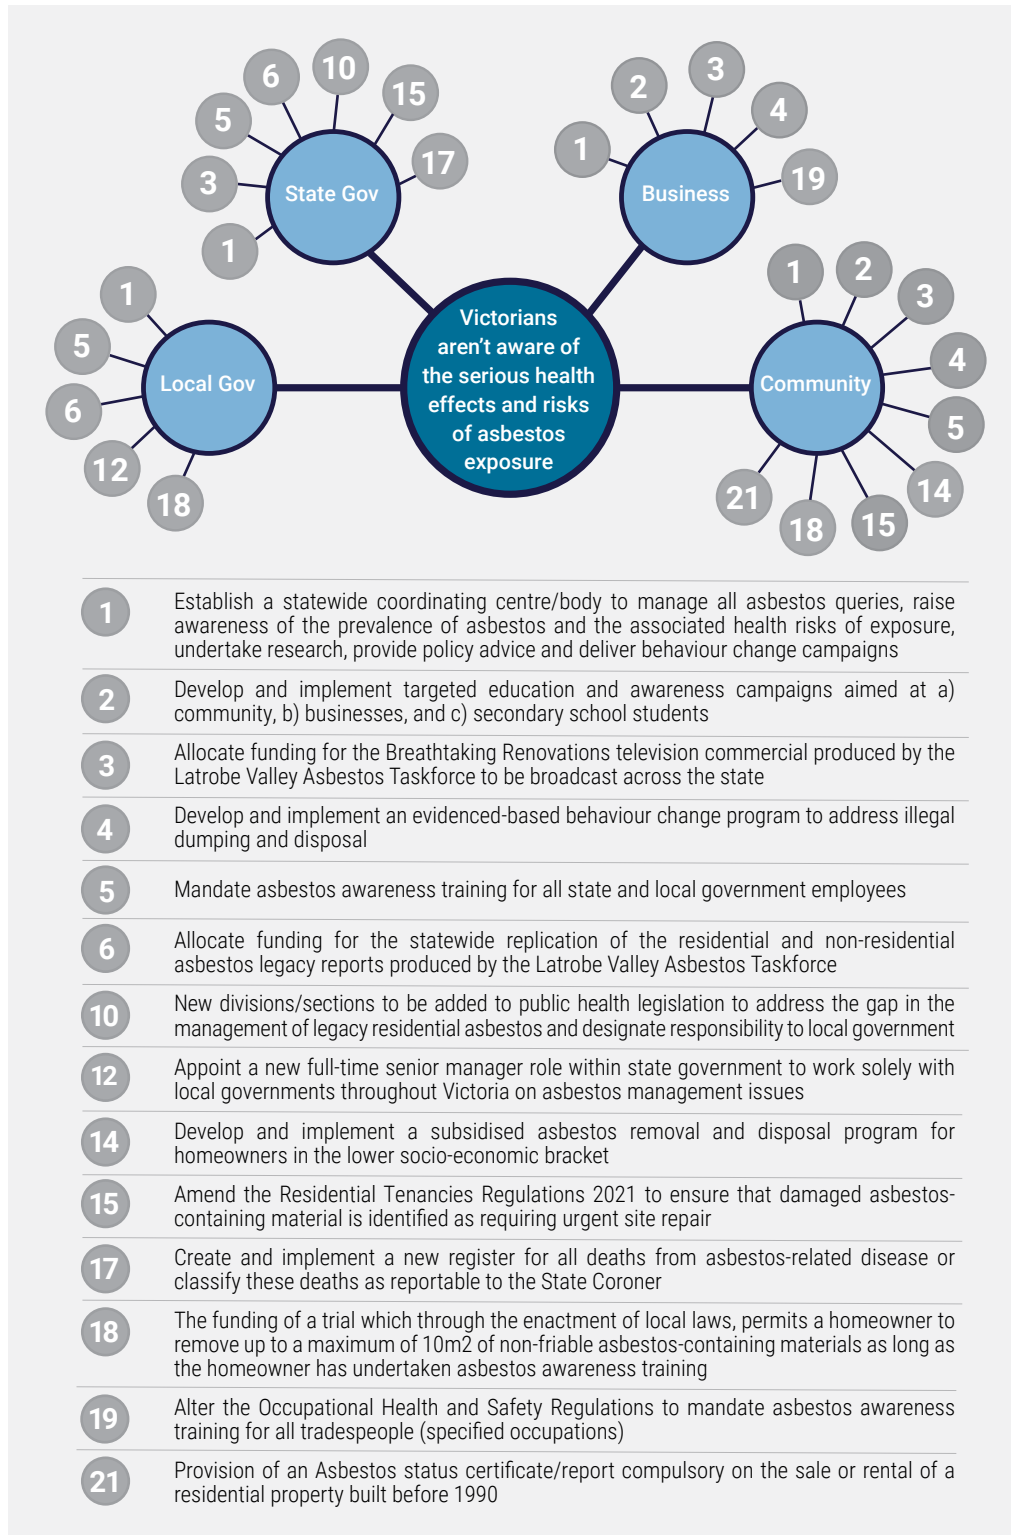 6
10
15
5
17
3
1
State Gov
3
2
4
1
19
Business
1
5
6
12
18
Local Gov
Victorians
aren't aware of
the serious health
effects and risks
of asbestos
exposure
1
2
3
4
5
14
15
18
21
Community
1
Establish a statewide coordinating centre/body to manage all asbestos queries, raise
awareness of the prevalence of asbestos and the associated health risks of exposure,
undertake research, provide policy advice and deliver behaviour change campaigns
2
Develop and implement targeted education and awareness campaigns aimed at a)
community, b) businesses, and c) secondary school students
3
Allocate funding for the Breathtaking Renovations television commercial produced by the
Latrobe Valley Asbestos Taskforce to be broadcast across the state
4
Develop and implement an evidenced-based behaviour change program to address illegal
dumping and disposal
5
Mandate asbestos awareness training for all state and local government employees
6
Allocate funding for the statewide replication of the residential and non-residential
asbestos legacy reports produced by the Latrobe Valley Asbestos Taskforce
10
New divisions/sections to be added to public health legislation to address the gap in the
management of legacy residential asbestos and designate responsibility to local government
12
Appoint a new full-time senior manager role within state government to work solely with
local governments throughout Victoria on asbestos management issues
14
Develop and implement a subsidised asbestos removal and disposal program for
homeowners in the lower socio-economic bracket
15
Amend the Residential Tenancies Regulations 2021 to ensure that damaged asbestos-
containing material is identified as requiring urgent site repair
17
Create and implement a new register for all deaths from asbestos-related disease or
classify these deaths as reportable to the State Coroner
18
The funding of a trial which through the enactment of local laws, permits a homeowner to
remove up to a maximum of 10m2 of non-friable asbestos-containing materials as long as
the homeowner has undertaken asbestos awareness training
19
Alter the Occupational Health and Safety Regulations to mandate asbestos awareness
training for all tradespeople (specified occupations)
21
Provision of an Asbestos status certificate/report compulsory on the sale or rental of a
residential property built before 1990